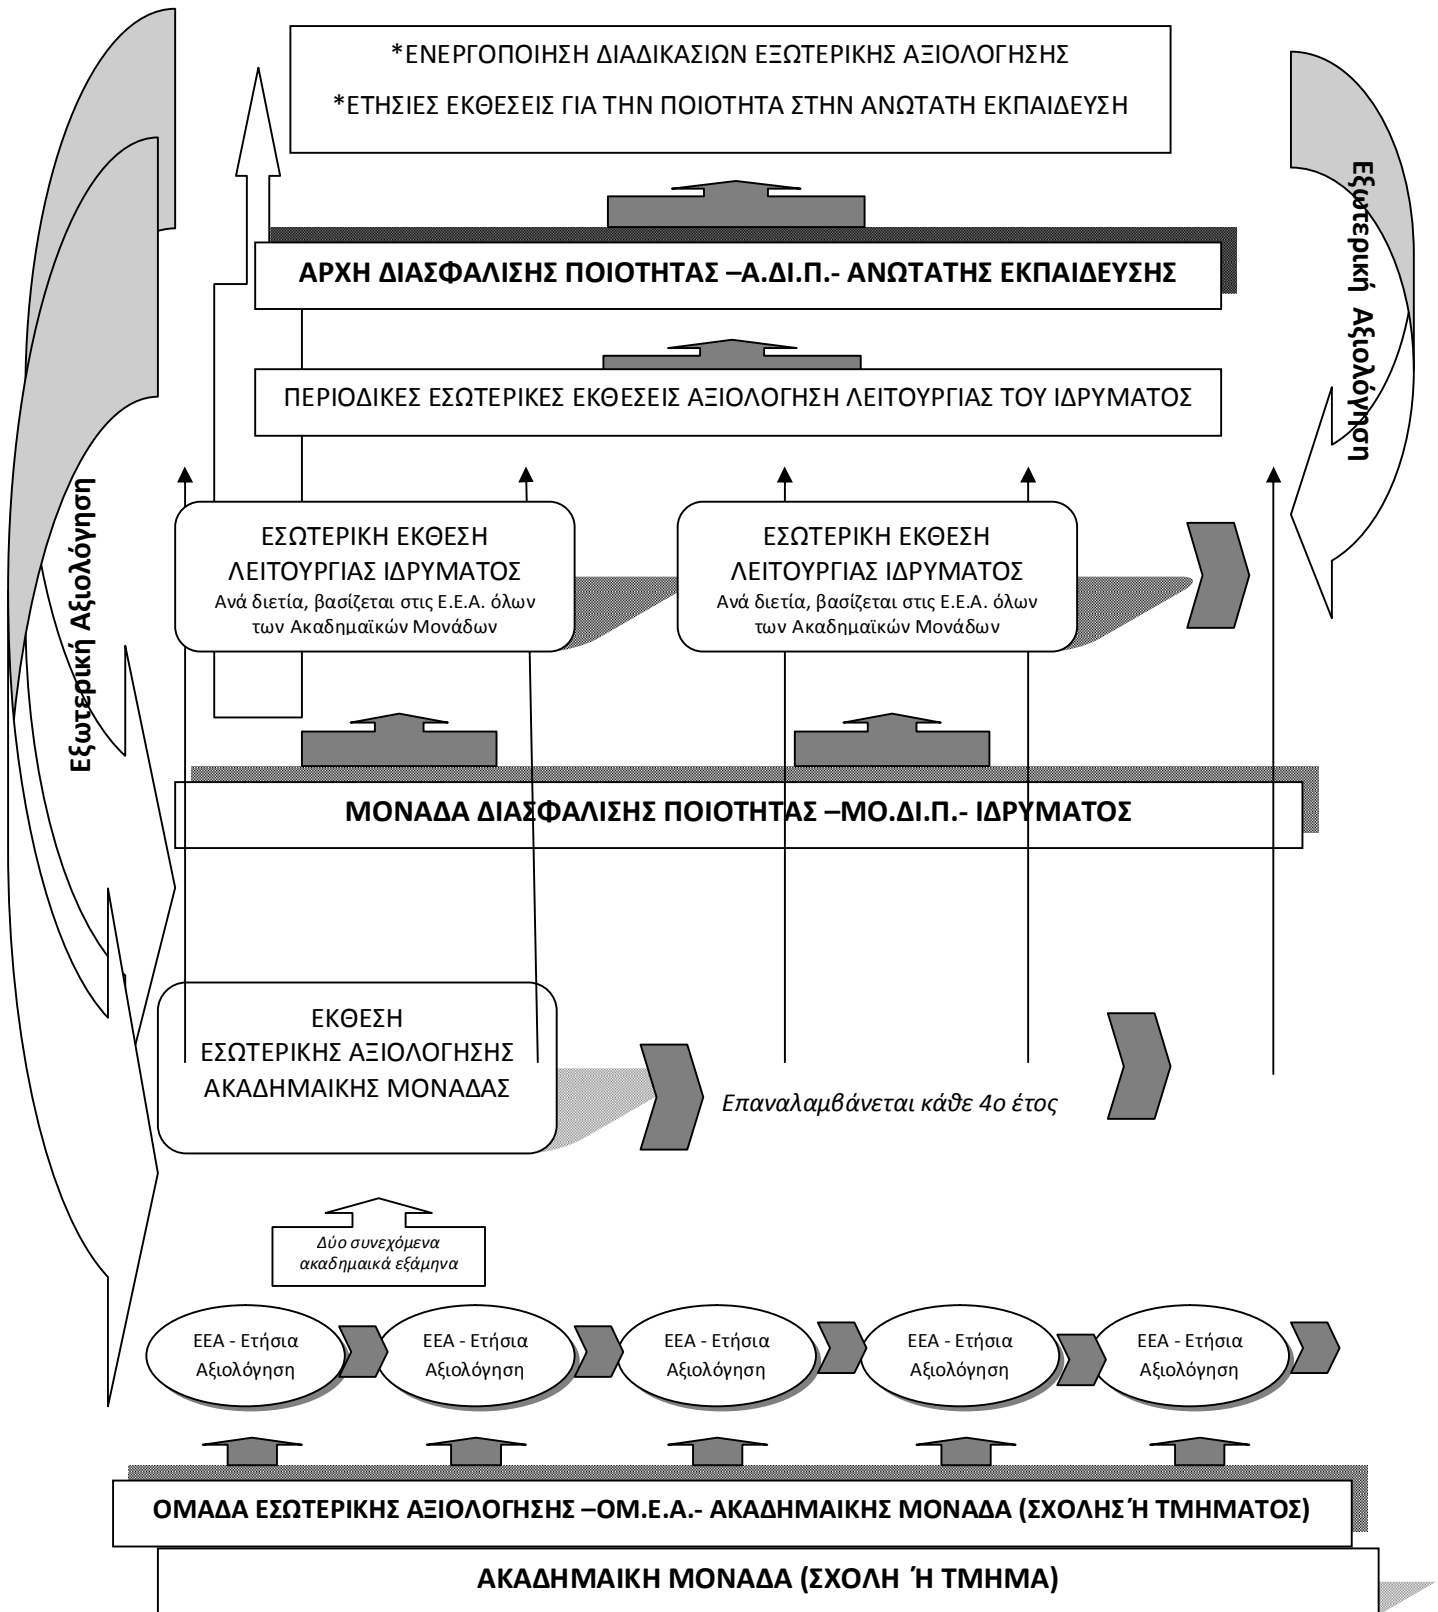 *ΕΝΕΡΓΟΠΟΙΗΣΗ ΔΙΑΔΙΚΑΣΙΩΝ ΕΞΩΤΕΡΙΚΗΣ ΑΞΙΟΛΟΓΗΣΗΣ
*ΕΤΗΣΙΕΣ ΕΚΘΕΣΕΙΣ ΓΙΑ ΤΗΝ ΠΟΙΟΤΗΤΑ ΣΤΗΝ ΑΝΩΤΑΤΗ ΕΚΠΑΙΔΕΥΣΗ
Εξωτερική Αξιολόγηση
ΑΡΧΗ ΔΙΑΣΦΑΛΙΣΗΣ ΠΟΙΟΤΗΤΑΣ –Α.ΔΙ.Π.- ΑΝΩΤΑΤΗΣ ΕΚΠΑΙΔΕΥΣΗΣ
ΠΕΡΙΟΔΙΚΕΣ ΕΣΩΤΕΡΙΚΕΣ ΕΚΘΕΣΕΙΣ ΑΞΙΟΛΟΓΗΣΗ ΛΕΙΤΟΥΡΓΙΑΣ ΤΟΥ ΙΔΡΥΜΑΤΟΣ
Εξωτερική Αξιολόγηση
ΕΣΩΤΕΡΙΚΗ ΕΚΘΕΣΗ
ΛΕΙΤΟΥΡΓΙΑΣ ΙΔΡΥΜΑΤΟΣ
Ανά διετία, βασίζεται στις Ε.Ε.Α. όλων
των Ακαδημαϊκών Μονάδων
ΕΣΩΤΕΡΙΚΗ ΕΚΘΕΣΗ
ΛΕΙΤΟΥΡΓΙΑΣ ΙΔΡΥΜΑΤΟΣ
Ανά διετία, βασίζεται στις Ε.Ε.Α. όλων
των Ακαδημαϊκών Μονάδων
ΜΟΝΑΔΑ ΔΙΑΣΦΑΛΙΣΗΣ ΠΟΙΟΤΗΤΑΣ –ΜΟ.ΔΙ.Π.- ΙΔΡΥΜΑΤΟΣ
ΕΚΘΕΣΗ
ΕΣΩΤΕΡΙΚΗΣ ΑΞΙΟΛΟΓΗΣΗΣ
ΑΚΑΔΗΜΑΙΚΗΣ ΜΟΝΑΔΑΣ
Επαναλαμβάνεται κάθε 4ο έτος
Δύο συνεχόμενα
ακαδημαικά εξάμηνα
ΕΕΑ - Ετήσια
Αξιολόγηση
ΕΕΑ - Ετήσια
Αξιολόγηση
ΕΕΑ - Ετήσια
Αξιολόγηση
ΕΕΑ - Ετήσια
Αξιολόγηση
ΕΕΑ - Ετήσια
Αξιολόγηση
ΟΜΑΔΑ ΕΣΩΤΕΡΙΚΗΣ ΑΞΙΟΛΟΓΗΣΗΣ –ΟΜ.Ε.Α.- ΑΚΑΔΗΜΑΙΚΗΣ ΜΟΝΑΔΑ (ΣΧΟΛΗΣ Ή ΤΜΗΜΑΤΟΣ)
ΑΚΑΔΗΜΑΙΚΗ ΜΟΝΑΔΑ (ΣΧΟΛΗ Ή ΤΜΗΜΑ)